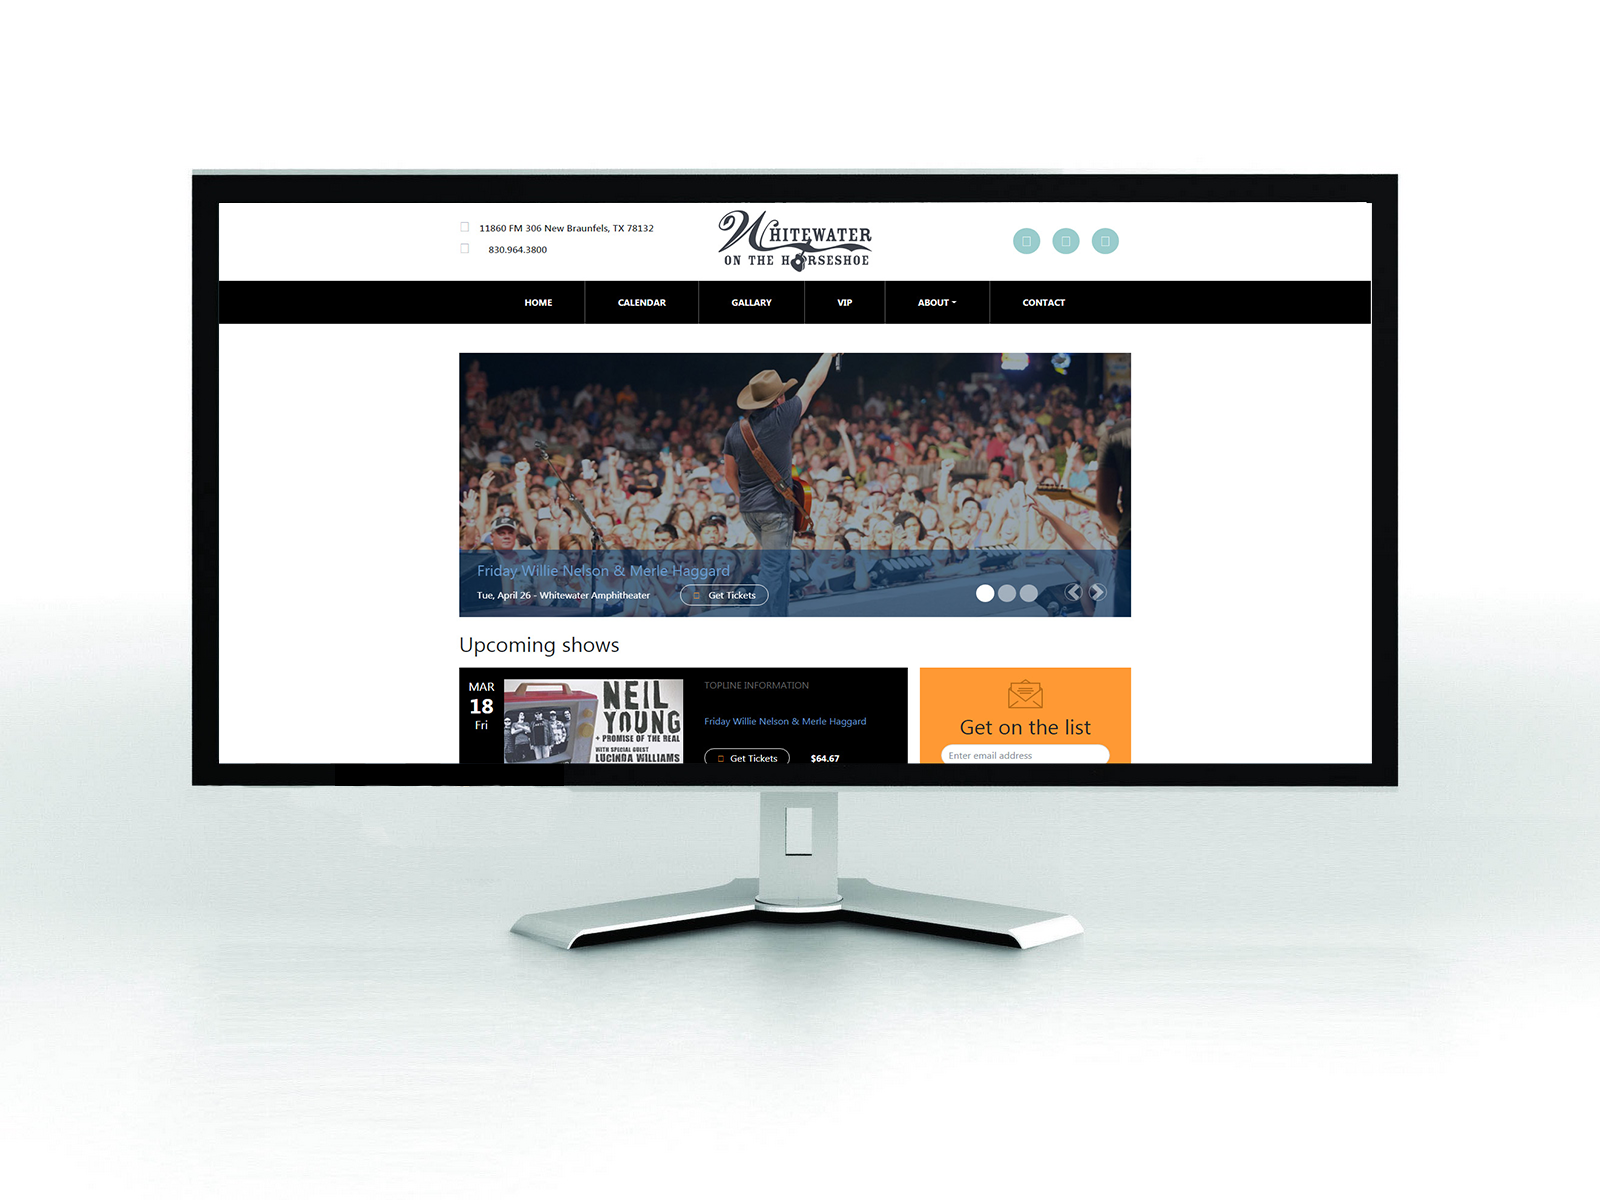 11860 FM 306 New Braunfels, TX 78132
830.964.3800
WHITEWATER
ON THE HORSESHOE
HOME CALENDAR GALLARY VIP ABOUT CONTACT
Friday Willie Nelson & Merle Haggard
Tue, April 26 - Whitewater Amphitheater Get Tickets
Upcoming shows
MAR
18
Fri
NEIL
YOUNG
+ PROMISE OF THE REAL
WITH SPECIAL GUEST
LUCINDA WILLIAMS
TOPLINE INFORMATION
Friday Willie Nelson & Merle Haggard
Get Tickets $64.67
Get on the list
Enter email address